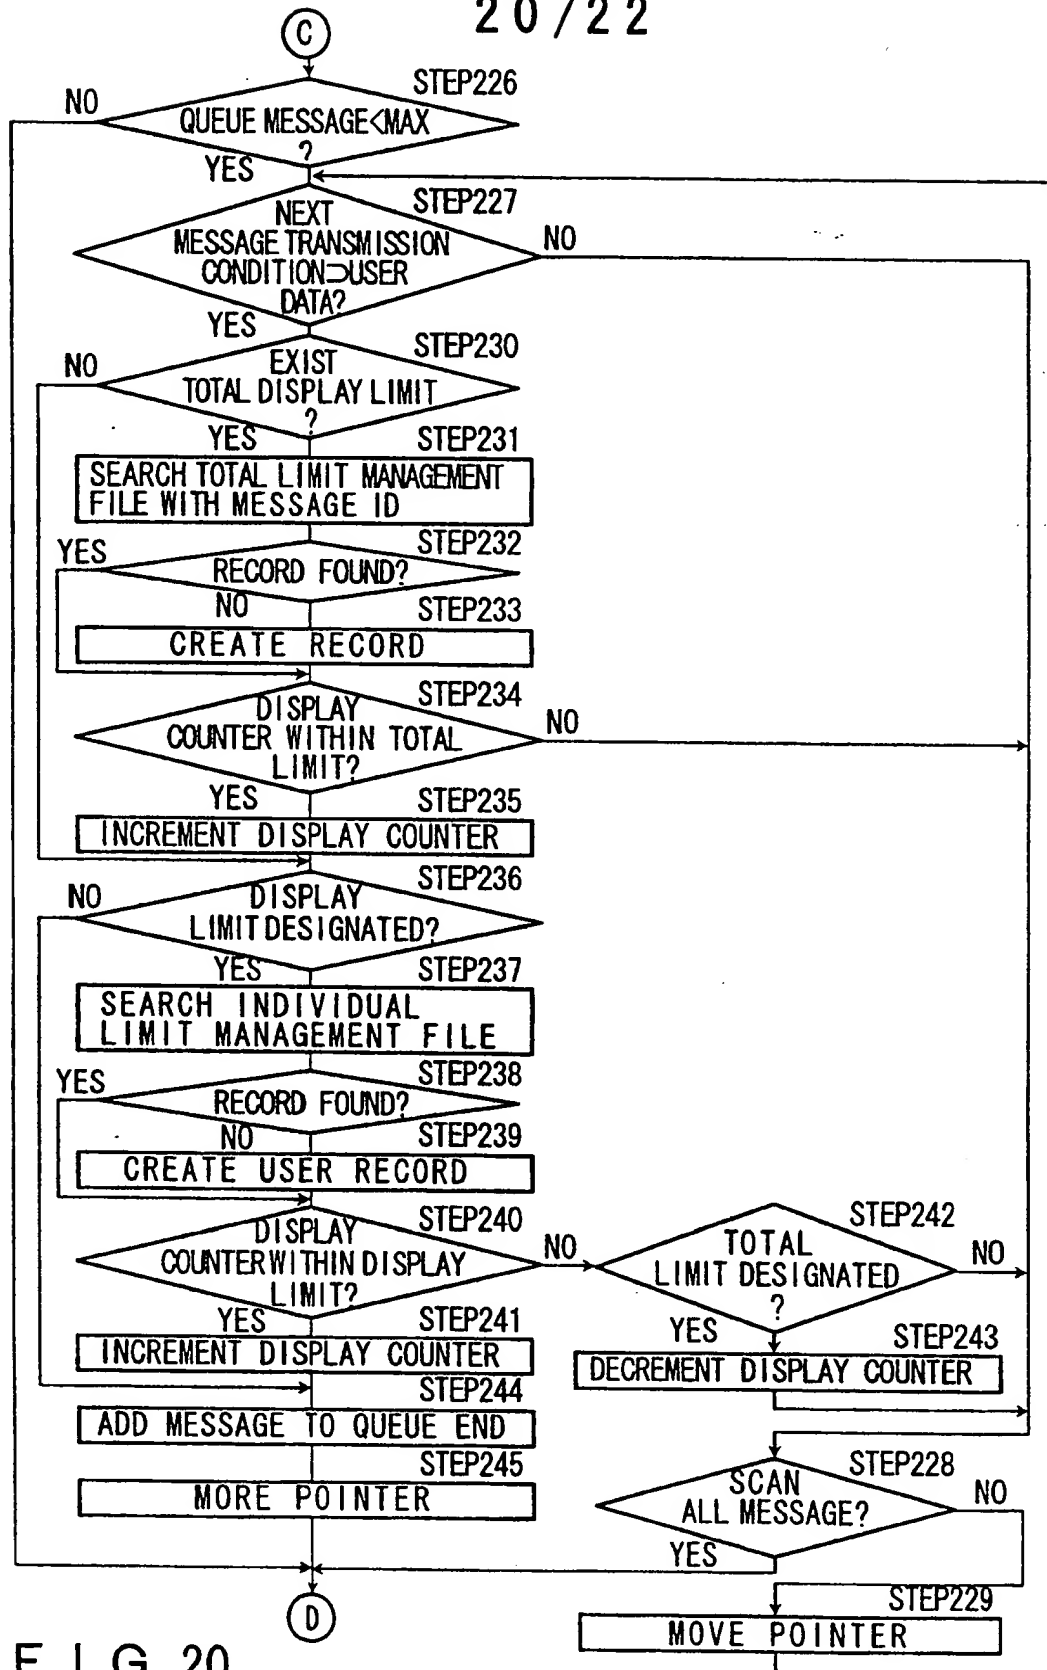 20/22
C
STEP226
NO
QUEUE MESSAGE<MAX
?
YES
STEP227
NEXT
MESSAGE TRANSMISSION
CONDITION⊃USER
DATA?
NO
YES
STEP230
NO
EXIST
TOTAL DISPLAY LIMIT
?
YES
STEP231
SEARCH TOTAL LIMIT MANAGEMENT
FILE WITH MESSAGE ID
STEP232
YES
RECORD FOUND?
NO
STEP233
CREATE RECORD
STEP234
DISPLAY
COUNTER WITHIN TOTAL
LIMIT?
NO
YES
STEP235
INCREMENT DISPLAY COUNTER
STEP236
NO
DISPLAY
LIMIT DESIGNATED?
YES
STEP237
SEARCH INDIVIDUAL
LIMIT MANAGEMENT FILE
STEP238
YES
RECORD FOUND?
NO
STEP239
CREATE USER RECORD
STEP240
DISPLAY
COUNTER WITHIN DISPLAY
LIMIT?
NO
STEP242
TOTAL
LIMIT DESIGNATED
?
NO
YES
STEP241
INCREMENT DISPLAY COUNTER
YES
STEP243
DECREMENT DISPLAY COUNTER
STEP244
ADD MESSAGE TO QUEUE END
STEP245
MORE POINTER
STEP228
SCAN
ALL MESSAGE?
NO
YES
STEP229
MOVE POINTER
D
FIG. 20